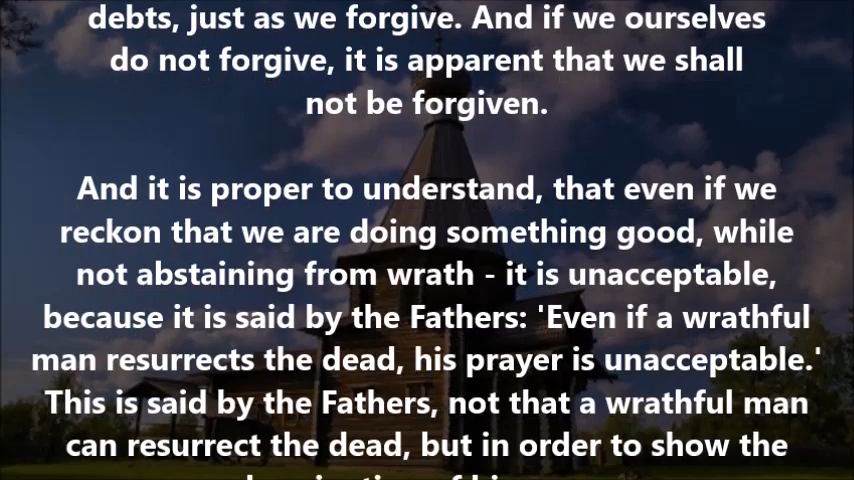 debts, just as we forgive. And if we ourselves
do not forgive, it is apparent that we shall
not be forgiven.
And it is proper to understand, that even if we
reckon that we are doing something good, while
not abstaining from wrath - it is unacceptable,
because it is said by the Fathers: 'Even if a wrathful
man resurrects the dead, his prayer is unacceptable.'
This is said by the Fathers, not that a wrathful man
can resurrect the dead, but in order to show the